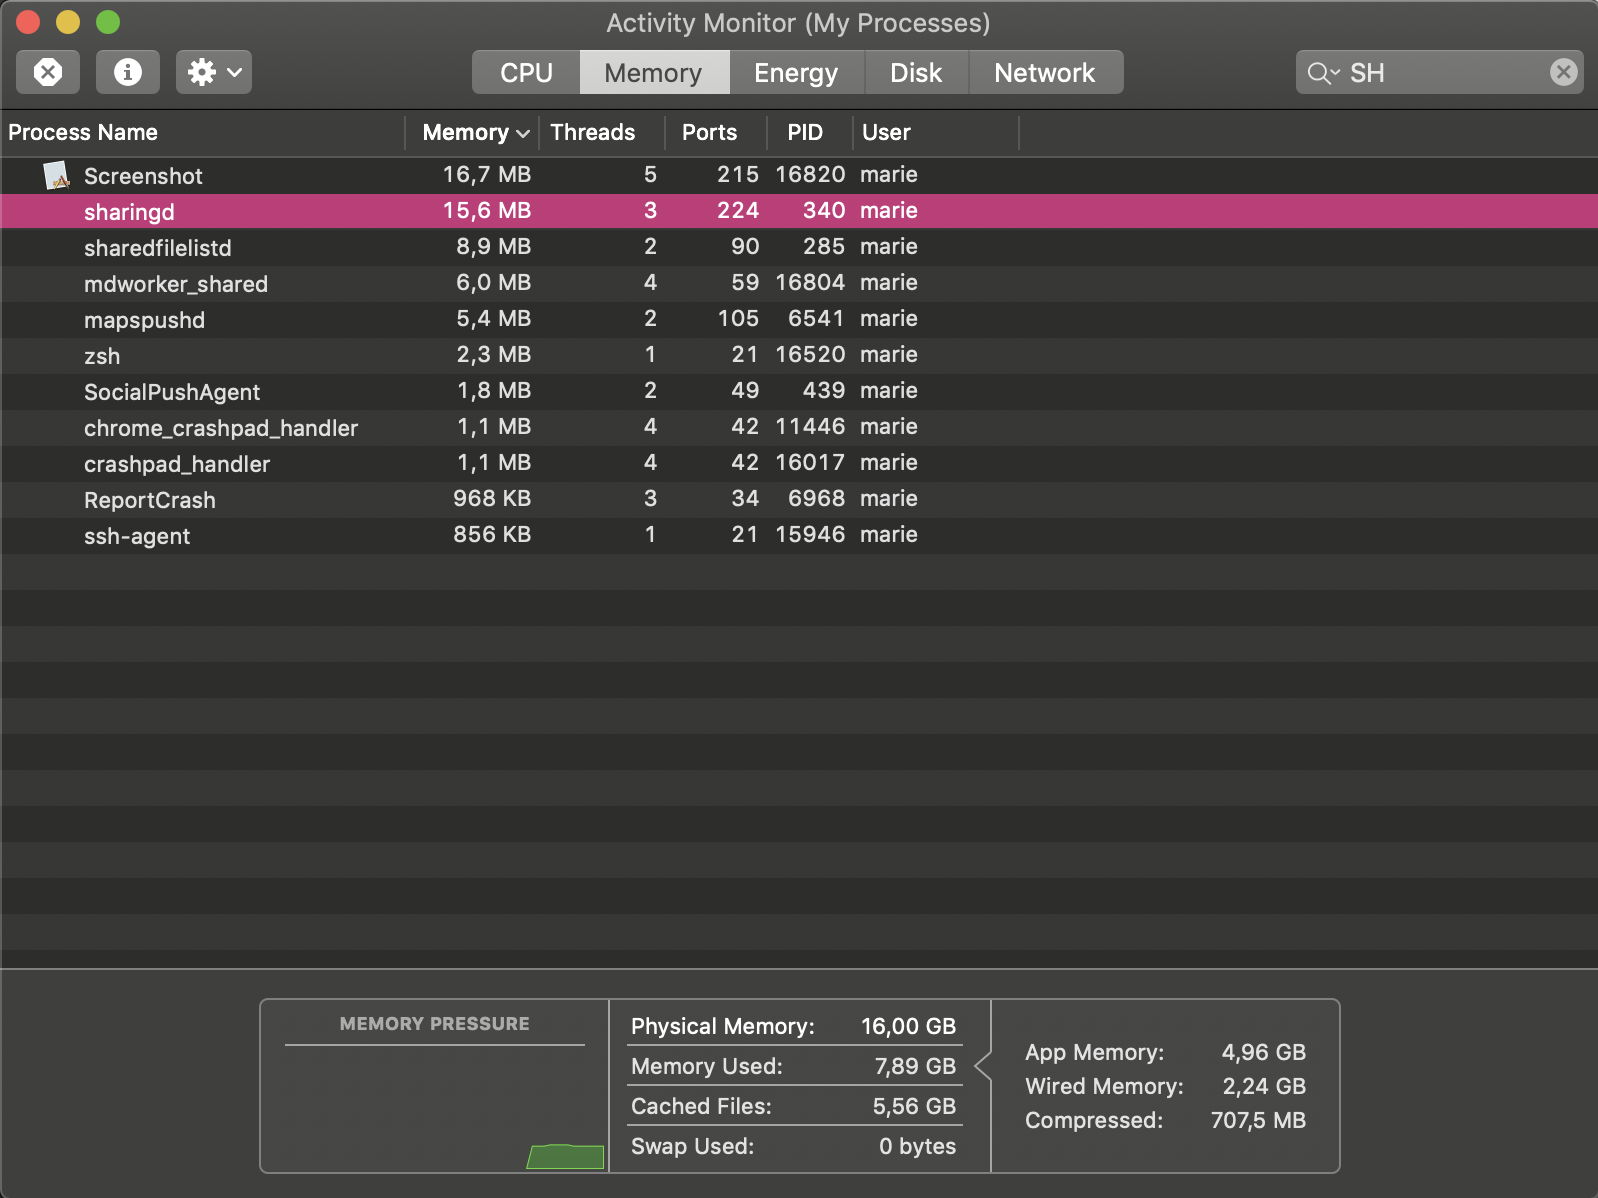 Activity Monitor (My Processes)
CPU Memory Energy Disk Network SH
Process Name Memory Threads Ports PID User
Screenshot 16,7 MB 5 215 16820 marie
sharingd 15,6 MB 3 224 340 marie
sharedfilelistd 8,9 MB 2 90 285 marie
mdworker_shared 6,0 MB 4 59 16804 marie
mapspushd 5,4 MB 2 105 6541 marie
zsh 2,3 MB 1 21 16520 marie
SocialPushAgent 1,8 MB 2 49 439 marie
chrome_crashpad_handler 1,1 MB 4 42 11446 marie
crashpad_handler 1,1 MB 4 42 16017 marie
ReportCrash 968 KB 3 34 6968 marie
ssh-agent 856 KB 1 21 15946 marie
MEMORY PRESSURE
Physical Memory: 16,00 GB
Memory Used: 7,89 GB
Cached Files: 5,56 GB
Swap Used: 0 bytes
App Memory: 4,96 GB
Wired Memory: 2,24 GB
Compressed: 707,5 MB